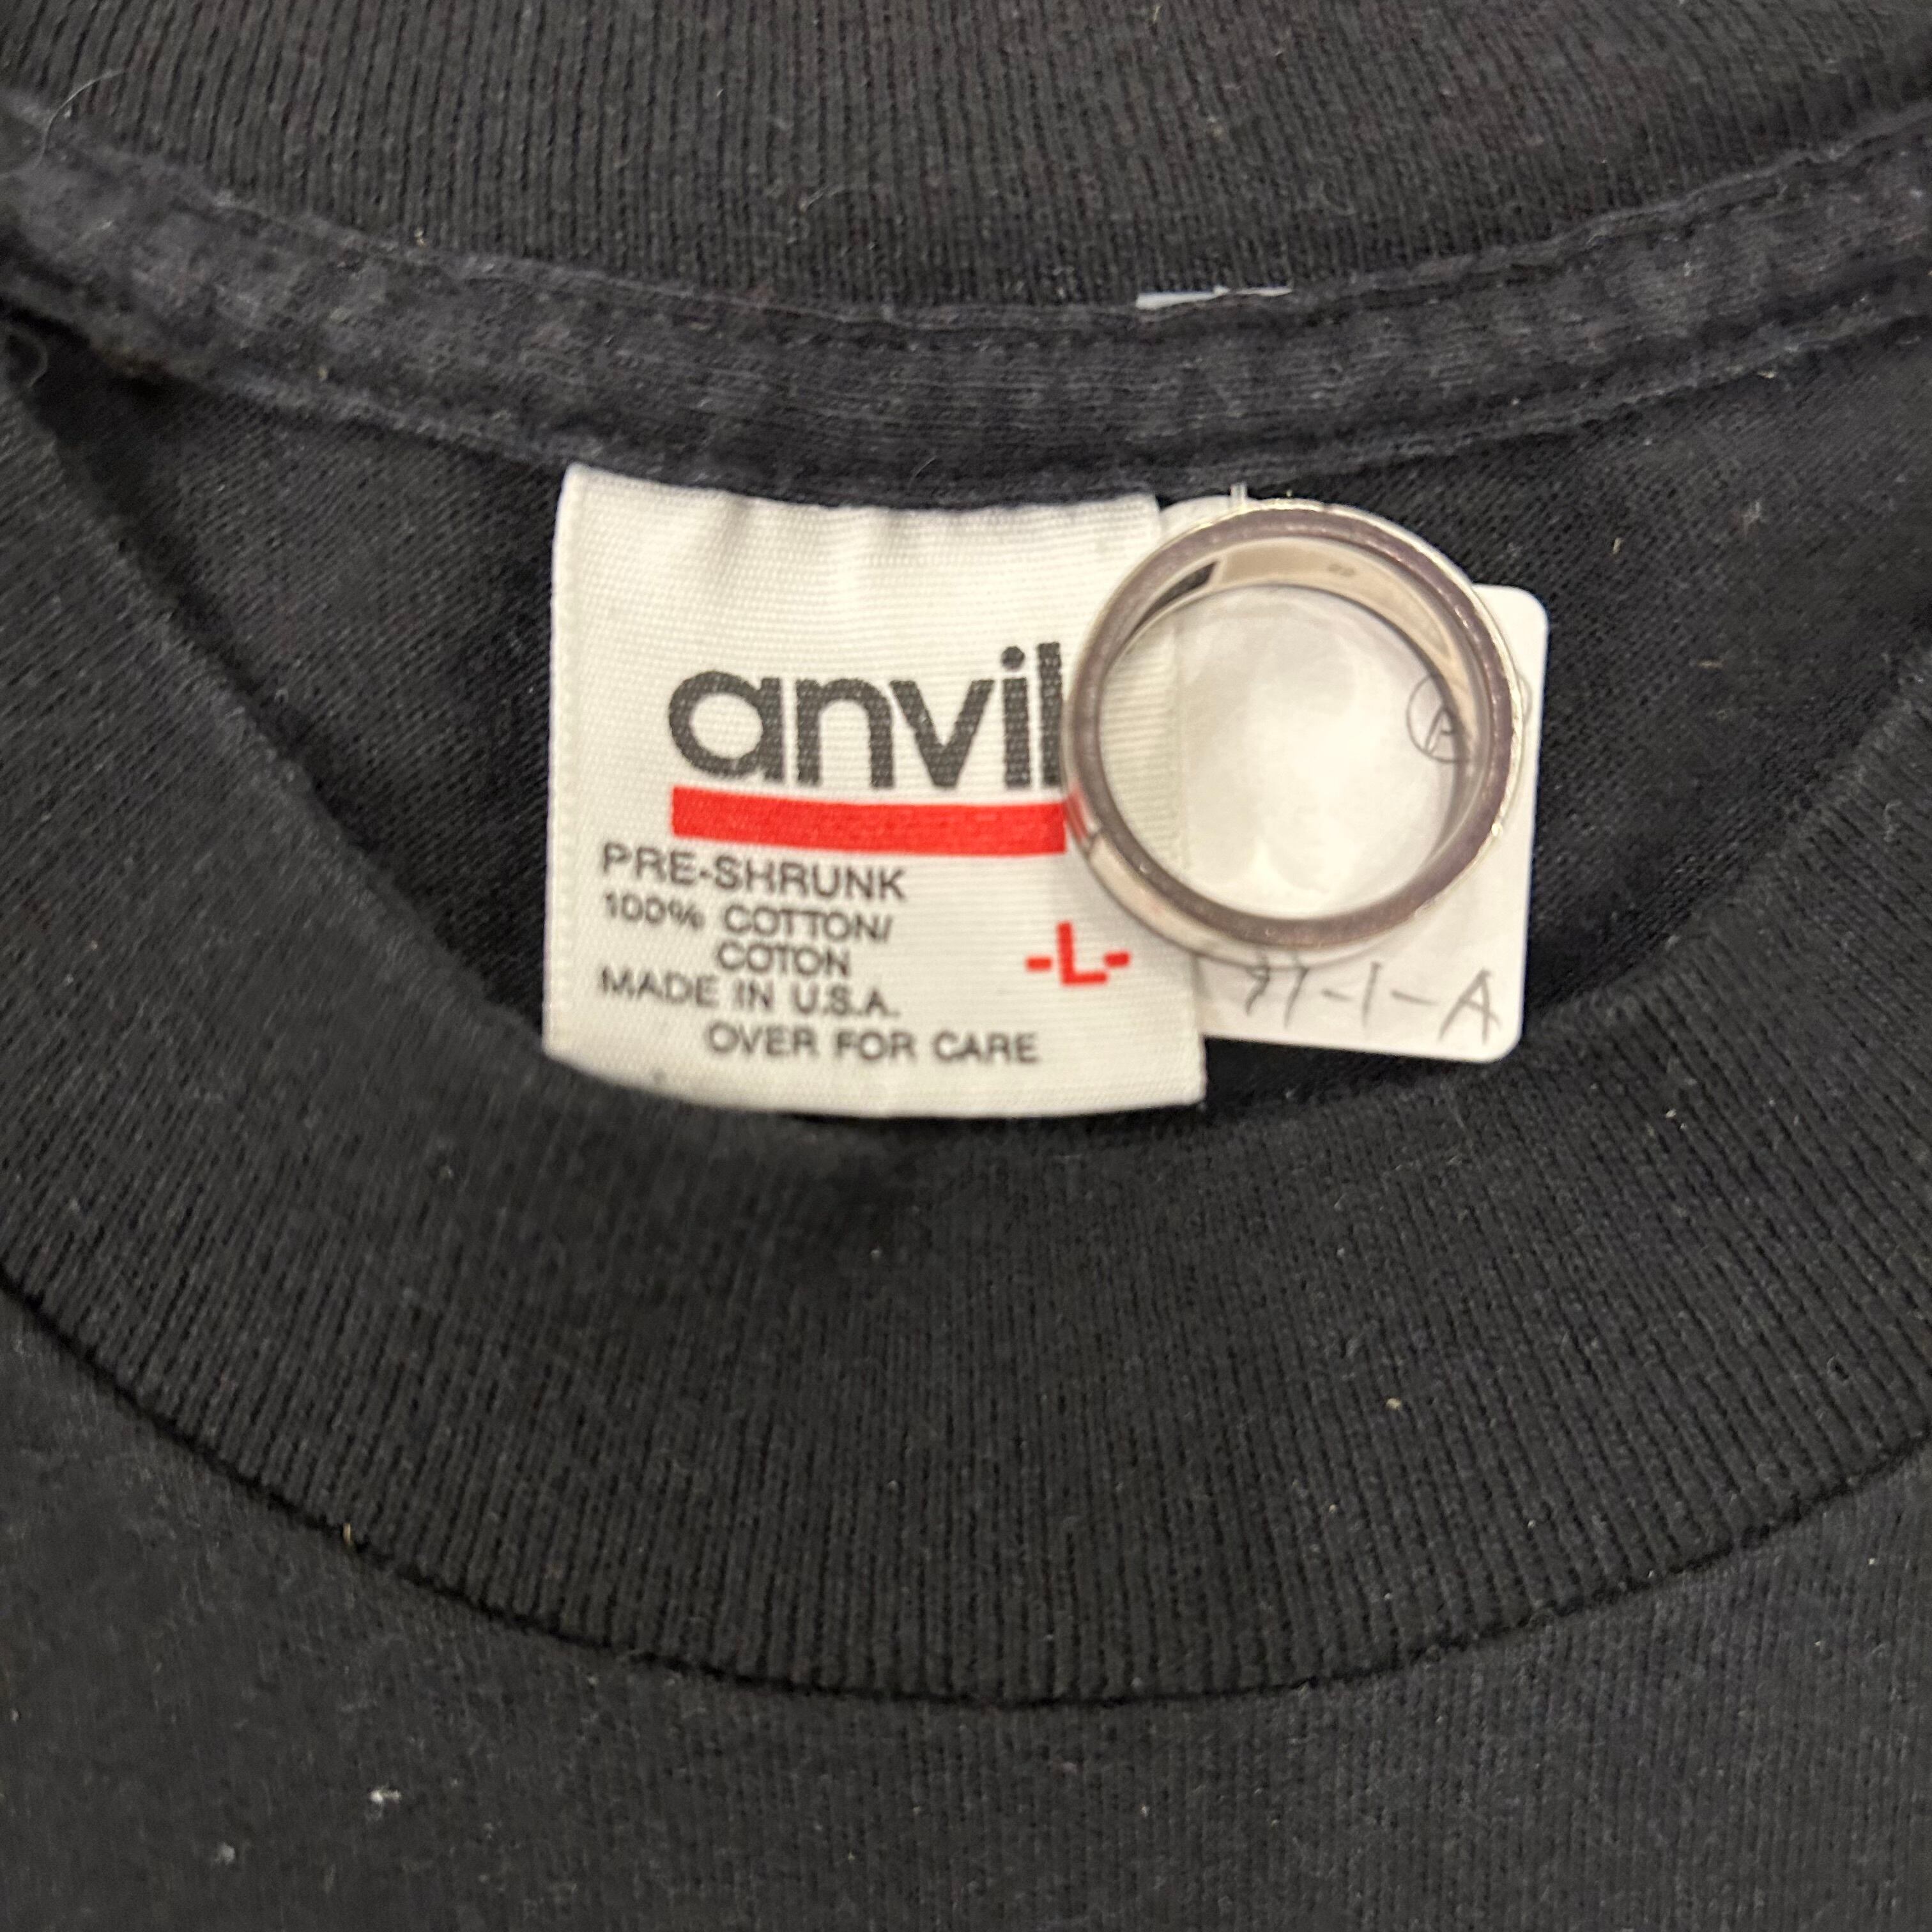 anvil
PRE-SHRUNK
100% COTTON/
COTON
-L-
MADE IN U.S.A.
OVER FOR CARE